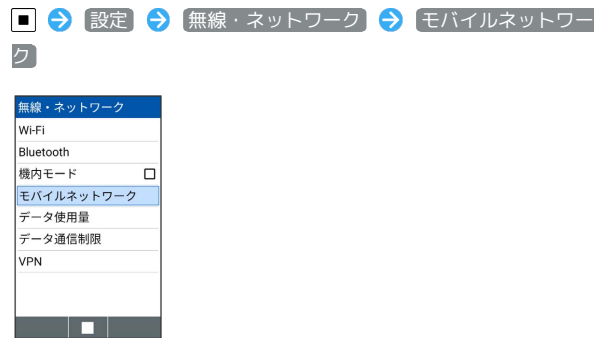 設定 無線・ネットワーク モバイルネットワー
ク
無線・ネットワーク
Wi-Fi
Bluetooth
機内モード
モバイルネットワーク
データ使用量
データ通信制限
VPN